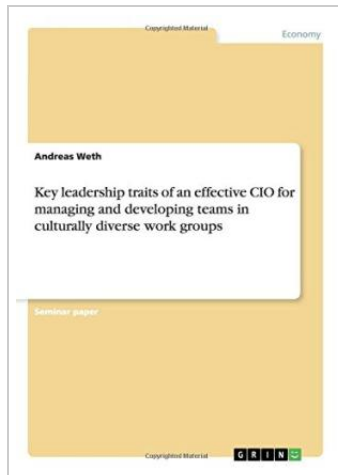 Copyrighted Material
Economy
Andreas Weth
Key leadership traits of an effective CIO for
managing and developing teams in
culturally diverse work groups
Seminar paper
Copyrighted Material
GRIN